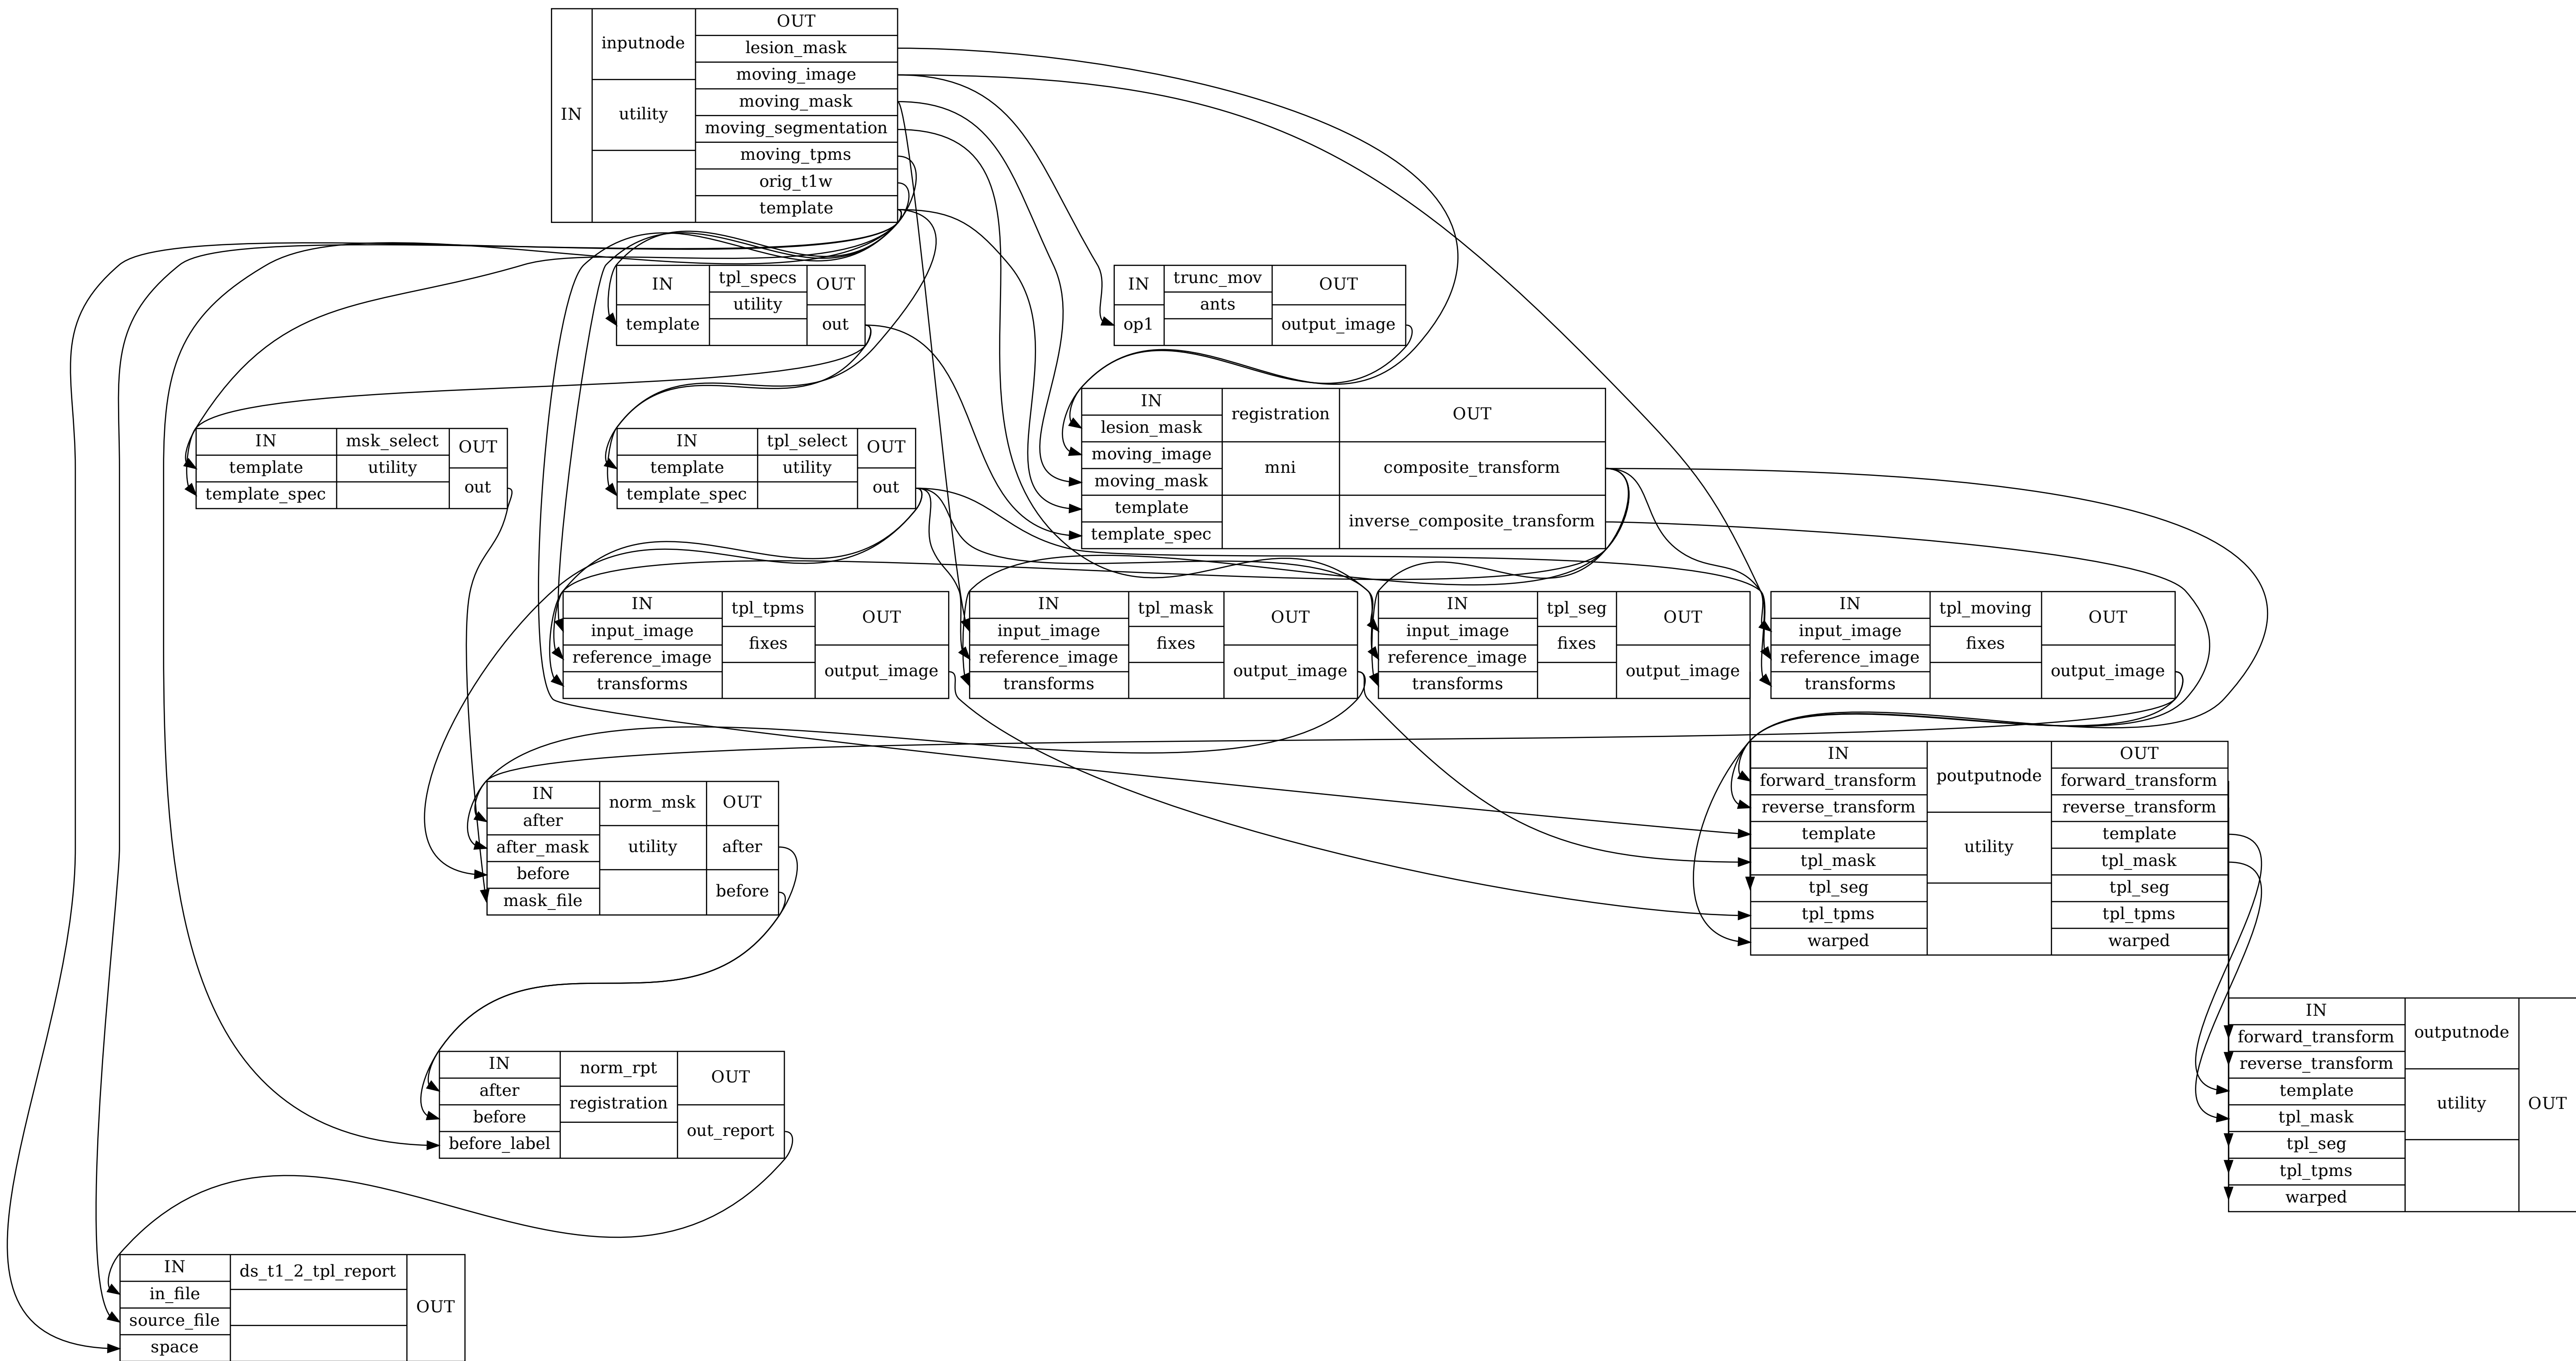 IN
inputnode
utility
OUT
lesion_mask
moving_image
moving_mask
moving_segmentation
moving_tpms
orig_t1w
template
IN
template
tpl_specs
utility
OUT
out
IN
op1
trunc_mov
ants
OUT
output_image
IN
template
template_spec
msk_select
utility
OUT
out
IN
template
template_spec
tpl_select
utility
OUT
out
IN
lesion_mask
moving_image
moving_mask
template
template_spec
registration
mni
OUT
composite_transform
inverse_composite_transform
IN
input_image
reference_image
transforms
tpl_tpms
fixes
OUT
output_image
IN
input_image
reference_image
transforms
tpl_mask
fixes
OUT
output_image
IN
input_image
reference_image
transforms
tpl_seg
fixes
OUT
output_image
IN
input_image
reference_image
transforms
tpl_moving
fixes
OUT
output_image
IN
after
after_mask
before
mask_file
norm_msk
utility
OUT
after
before
IN
forward_transform
reverse_transform
template
tpl_mask
tpl_seg
tpl_tpms
warped
poutputnode
utility
OUT
forward_transform
reverse_transform
template
tpl_mask
tpl_seg
tpl_tpms
warped
IN
forward_transform
reverse_transform
template
tpl_mask
tpl_seg
tpl_tpms
warped
outputnode
utility
OUT
IN
after
before
before_label
norm_rpt
registration
OUT
out_report
IN
in_file
source_file
space
ds_t1_2_tpl_report
OUT